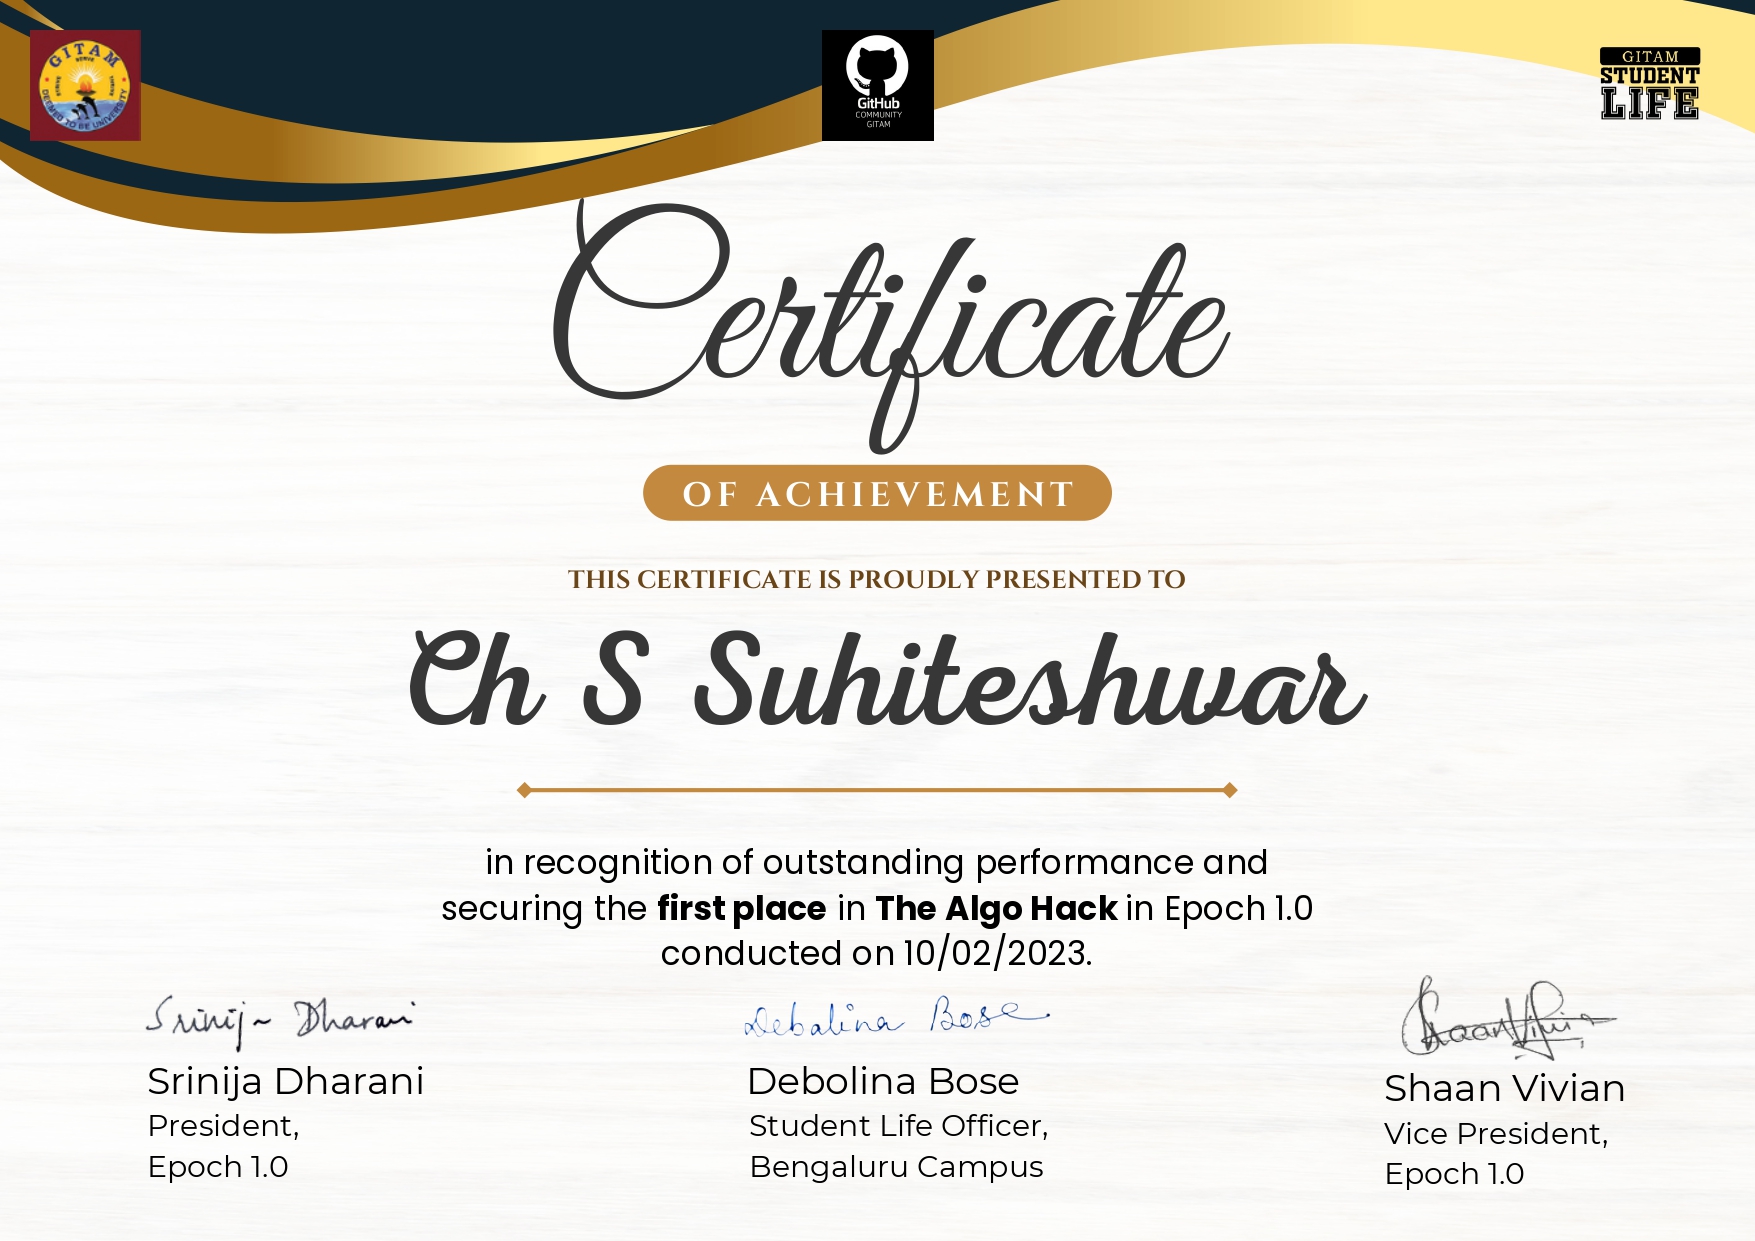 GITAM
DEEMED TO BE UNIVERSITY
GitHub
COMMUNITY
GITAM
GITAM
STUDENT
LIFE
Certificate
OF ACHIEVEMENT
THIS CERTIFICATE IS PROUDLY PRESENTED TO
Ch S Suhiteshwar
in recognition of outstanding performance and
securing the first place in The Algo Hack in Epoch 1.0
conducted on 10/02/2023.
Srinija Dharani
Debolina Bose
Srinija Dharani
President,
Epoch 1.0
Debolina Bose
Student Life Officer,
Bengaluru Campus
Shaan Vivian
Vice President,
Epoch 1.0